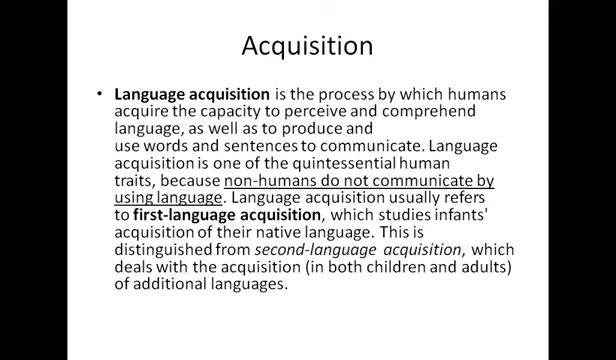 Acquisition
• Language acquisition is the process by which humans
acquire the capacity to perceive and comprehend
language, as well as to produce and
use words and sentences to communicate. Language
acquisition is one of the quintessential human
traits, because non-humans do not communicate by
using language. Language acquisition usually refers
to first-language acquisition, which studies infants'
acquisition of their native language. This is
distinguished from second-language acquisition, which
deals with the acquisition (in both children and adults)
of additional languages.